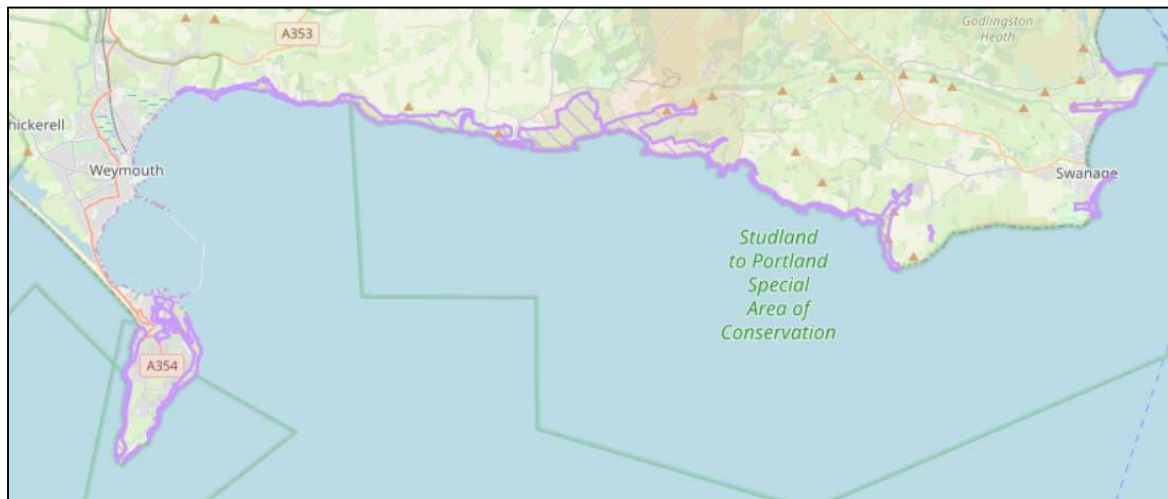 A353
Godlingston
Heath
hickerell
Weymouth
Swanage
Studland
to Portland
Special
Area of
Conservation
A354